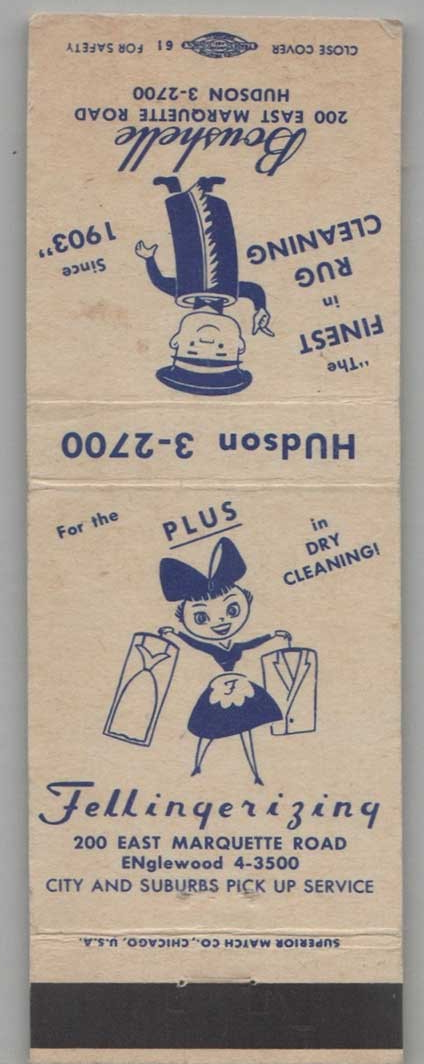 CLOSE COVER 61 FOR SAFETY
HUDSON 3-2700
200 EAST MARQUETTE ROAD
Boushelle
"The
FINEST
in
RUG
CLEANING
Since
1903"
HUdson 3-2700
For the
PLUS
in
DRY
CLEANING!
F
Fellingerizing
200 EAST MARQUETTE ROAD
ENglewood 4-3500
CITY AND SUBURBS PICK UP SERVICE
SUPERIOR MATCH CO., CHICAGO, U.S.A.